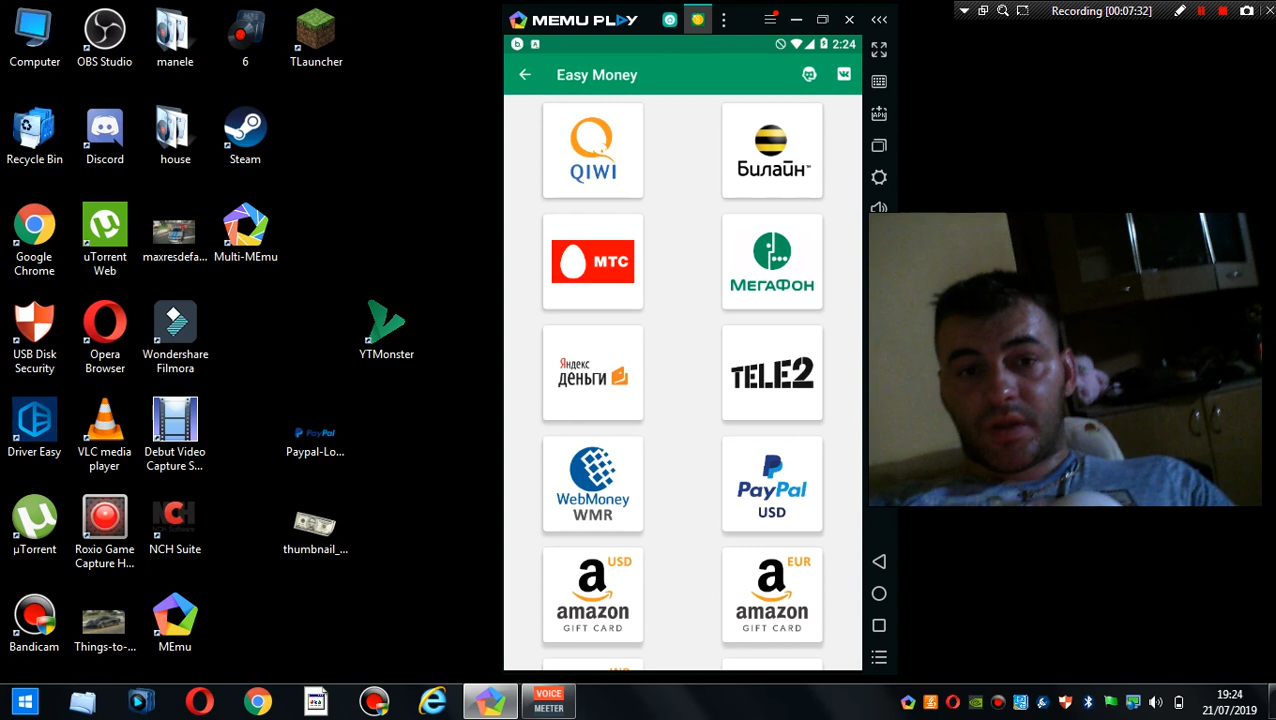 MEMU PLAY
Recording [00:07:32]
2:24
Easy Money
QIWI
Билайн™
МТС
МЕГАФОН
Яндекс
деньги
TELE2
WebMoney
WMR
PayPal
USD
USD
a
amazon
GIFT CARD
EUR
a
amazon
GIFT CARD
Computer
OBS Studio
manele
6
TLauncher
Recycle Bin
Discord
house
Steam
Google
Chrome
uTorrent
Web
maxresdefa...
Multi-MEmu
USB Disk
Security
Opera
Browser
Wondershare
Filmora
YTMonster
Driver Easy
VLC media
player
Debut Video
Capture S...
PayPal
Paypal-Lo...
µTorrent
Roxio Game
Capture H...
NCH Suite
thumbnail_...
Bandicam
Things-to-...
MEmu
VOICE
MEETER
19:24
21/07/2019